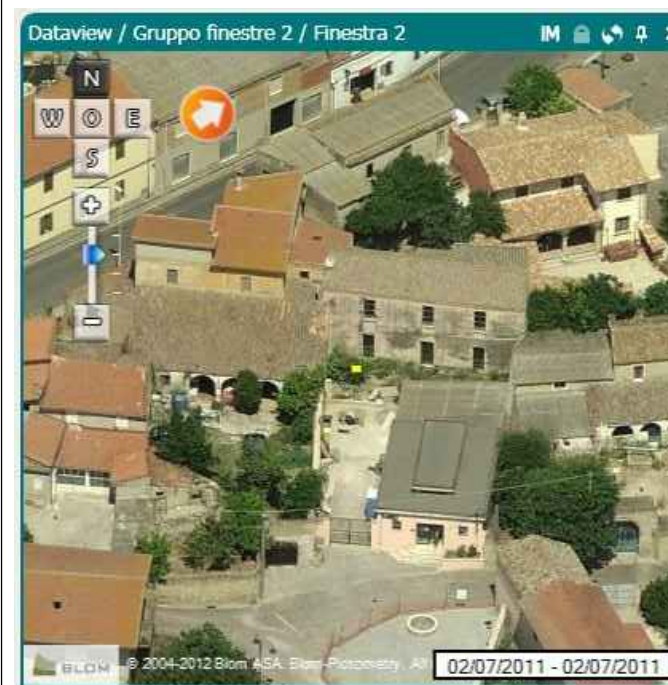 Dataview / Gruppo finestre 2 / Finestra 2
IM
N
W O E
S
BLOM
© 2004-2012 Blom ASA. Blom-Pictometry. All
02/07/2011 - 02/07/2011